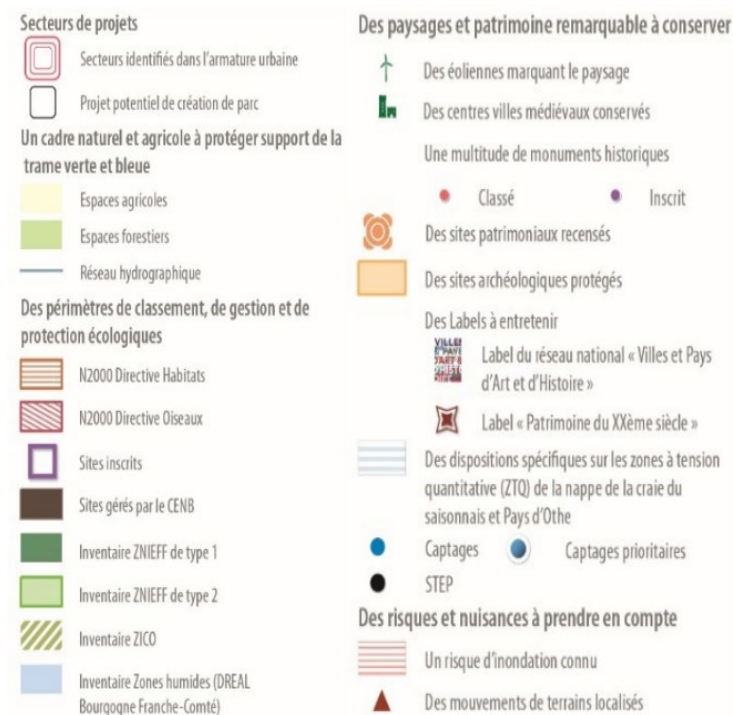 Secteurs de projets
Secteurs identifiés dans l'armature urbaine
Projet potentiel de création de parc
Un cadre naturel et agricole à protéger support de la
trame verte et bleue
Espaces agricoles
Espaces forestiers
Réseau hydrographique
Des périmètres de classement, de gestion et de
protection écologiques
N2000 Directive Habitats
N2000 Directive Oiseaux
Sites inscrits
Sites gérés par le CENB
Inventaire ZNIEFF de type 1
Inventaire ZNIEFF de type 2
Inventaire ZICO
Inventaire Zones humides (DREAL
Bourgogne Franche-Comté)
Des paysages et patrimoine remarquable à conserver
Des éoliennes marquant le paysage
Des centres villes médiévaux conservés
Une multitude de monuments historiques
Classé Inscrit
Des sites patrimoniaux recensés
Des sites archéologiques protégés
Des Labels à entretenir
VILLES
& PAYS
D'ART &
D'HISTOIRE
Label du réseau national « Villes et Pays
d'Art et d'Histoire »
Label « Patrimoine du XXème siècle »
Des dispositions spécifiques sur les zones à tension
quantitative (ZTQ) de la nappe de la craie du
saisonnais et Pays d'Othe
Captages Captages prioritaires
STEP
Des risques et nuisances à prendre en compte
Un risque d'inondation connu
Des mouvements de terrains localisés